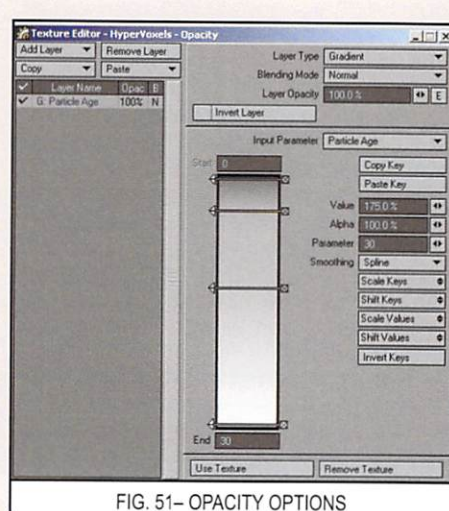 Texture Editor - HyperVoxels - Opacity
Add Layer
Remove Layer
Copy
Paste
Layer Name Opac B
G: Particle Age 100% N
Layer Type Gradient
Blending Mode Normal
Layer Opacity 100.0 % E
Invert Layer
Input Parameter Particle Age
Start 0
Copy Key
Paste Key
Value 175.0 %
Alpha 100.0 %
Parameter 30
Smoothing Spline
Scale Keys
Shift Keys
Scale Values
Shift Values
Invert Keys
End 30
Use Texture
Remove Texture
FIG. 51– OPACITY OPTIONS